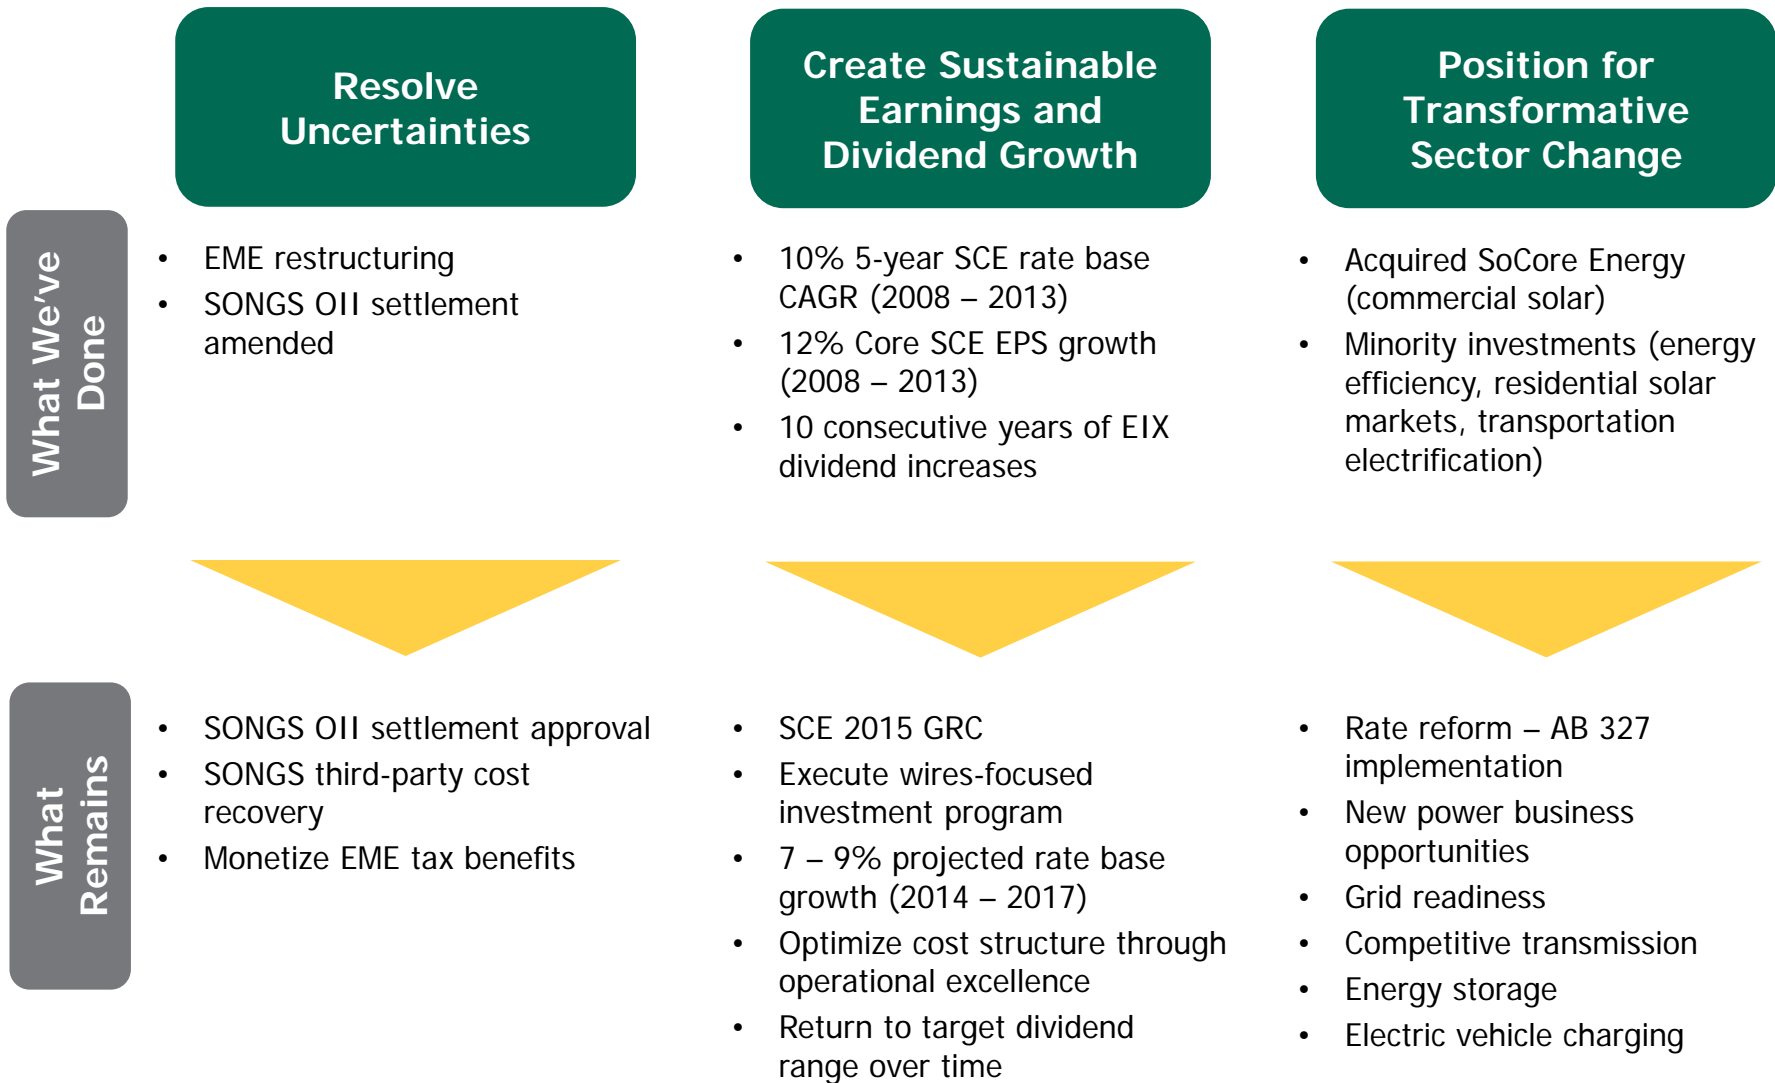 Resolve
Uncertainties
Create Sustainable
Earnings and
Dividend Growth
Position for
Transformative
Sector Change
What We’ve
Done
• EME restructuring
• SONGS OII settlement
amended
• 10% 5-year SCE rate base
CAGR (2008 – 2013)
• 12% Core SCE EPS growth
(2008 – 2013)
• 10 consecutive years of EIX
dividend increases
• Acquired SoCore Energy
(commercial solar)
• Minority investments (energy
efficiency, residential solar
markets, transportation
electrification)
What
Remains
• SONGS OII settlement approval
• SONGS third-party cost
recovery
• Monetize EME tax benefits
• SCE 2015 GRC
• Execute wires-focused
investment program
• 7 – 9% projected rate base
growth (2014 – 2017)
• Optimize cost structure through
operational excellence
• Return to target dividend
range over time
• Rate reform – AB 327
implementation
• New power business
opportunities
• Grid readiness
• Competitive transmission
• Energy storage
• Electric vehicle charging